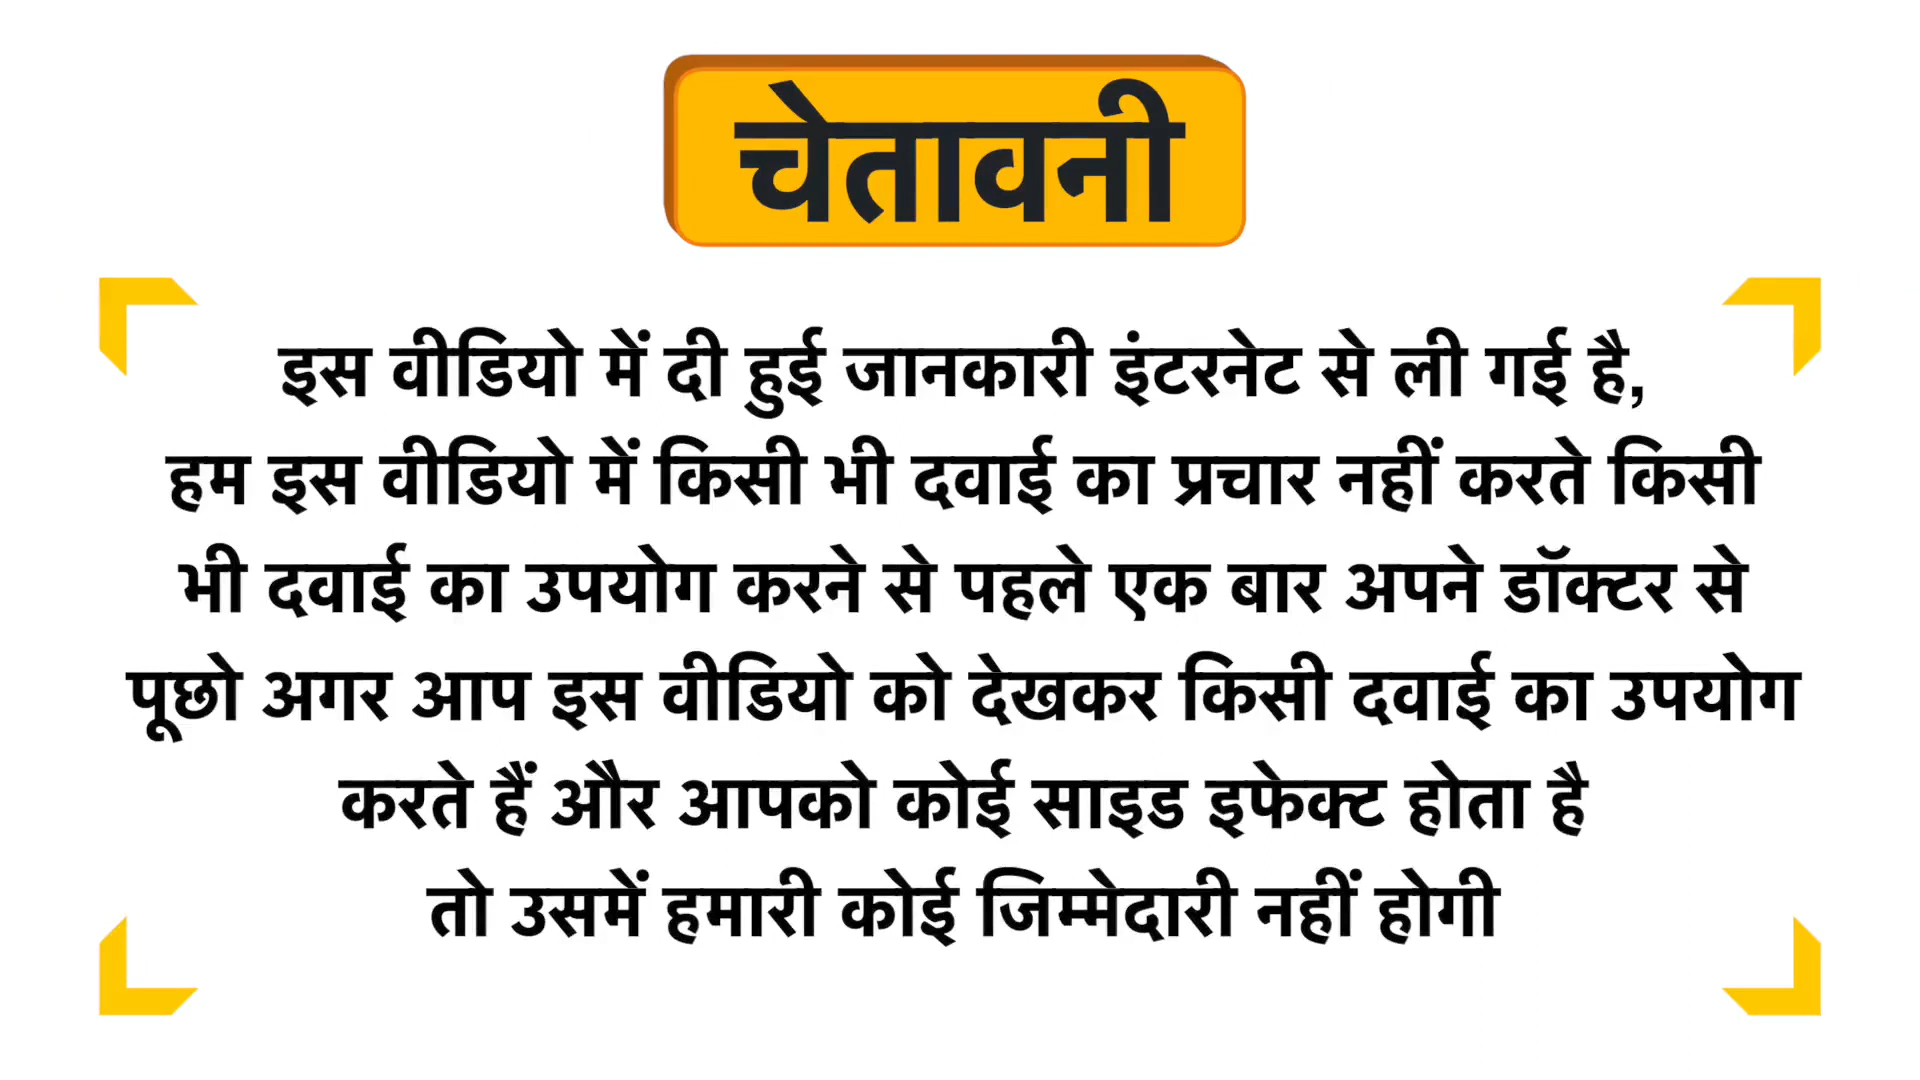 चेतावनी
इस वीडियो में दी हुई जानकारी इंटरनेट से ली गई है,
हम इस वीडियो में किसी भी दवाई का प्रचार नहीं करते किसी
भी दवाई का उपयोग करने से पहले एक बार अपने डॉक्टर से
पूछो अगर आप इस वीडियो को देखकर किसी दवाई का उपयोग
करते हैं और आपको कोई साइड इफेक्ट होता है
तो उसमें हमारी कोई जिम्मेदारी नहीं होगी